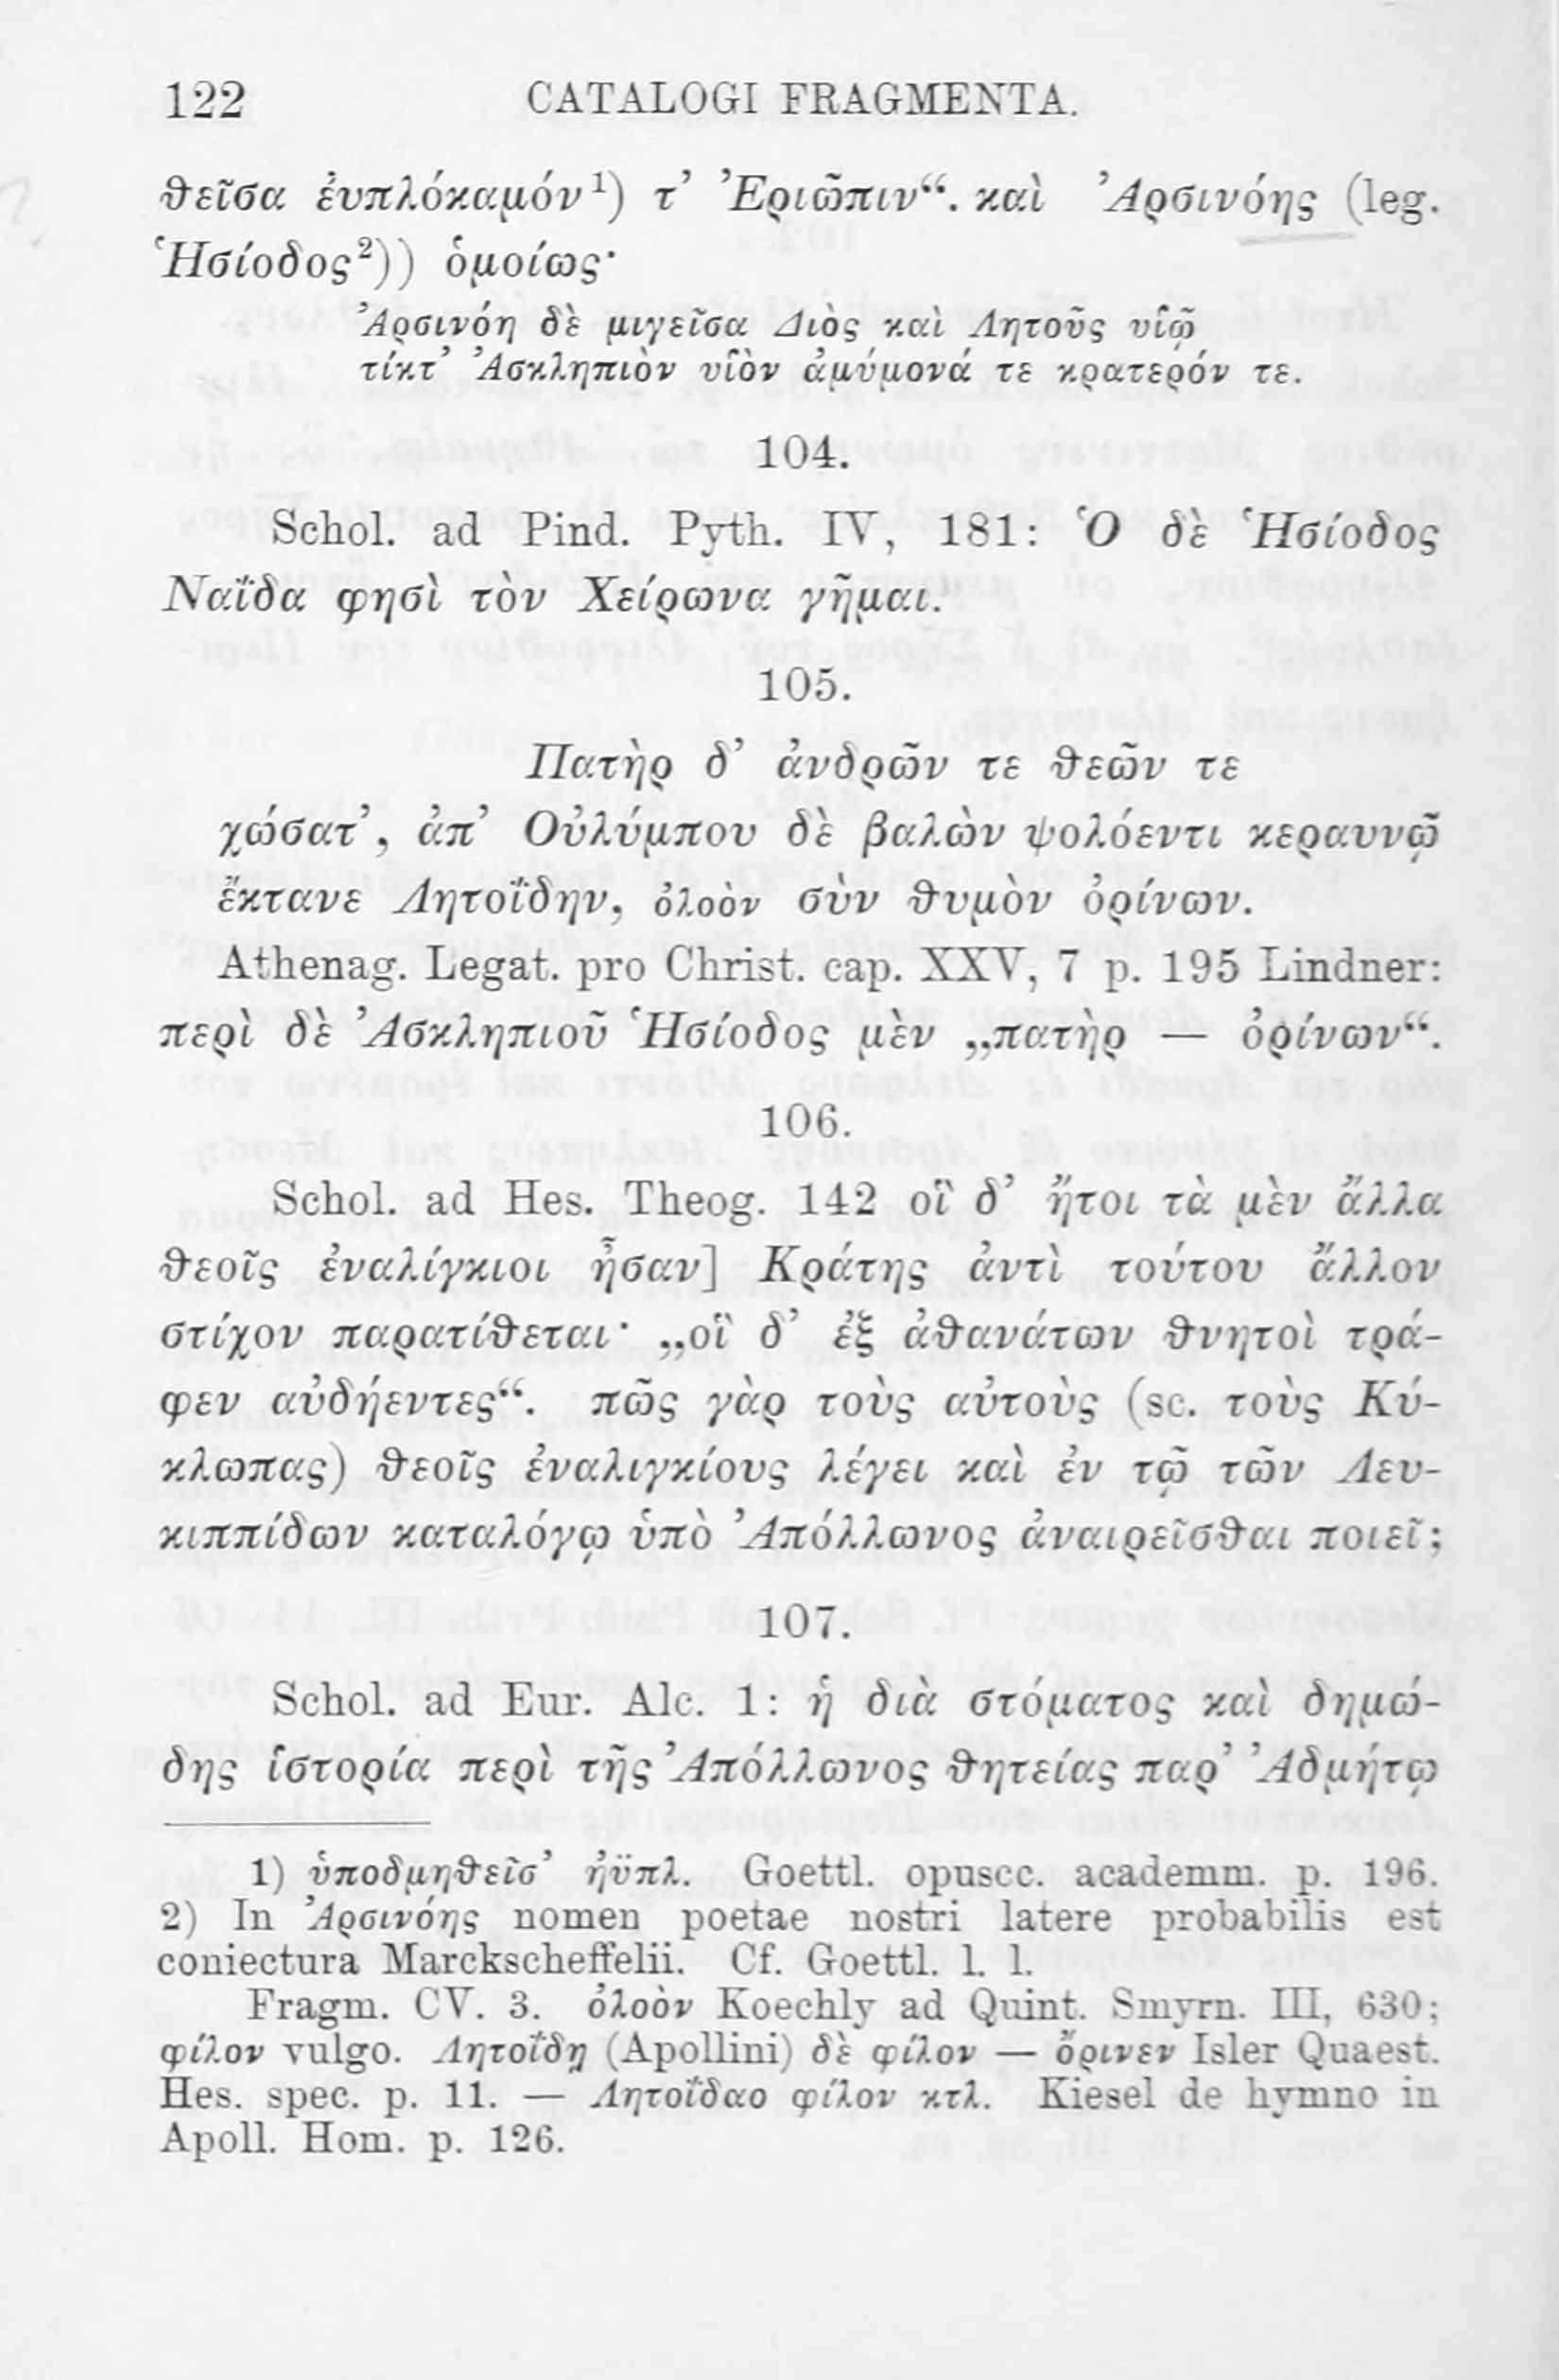 122 CATALOGI FRAGMENTA.
θεῖσα ἐυπλόκαμόν¹) τ’ Ἐριῶπιν“. καὶ Ἀρσινόης (leg.
Ἡσίοδος²)) ὁμοίως·
Ἀρσινόη δὲ μιγεῖσα Διὸς καὶ Λητοῦς υἱῷ
τίκτ’ Ἀσκληπιὸν υἱὸν ἀμύμονά τε κρατερόν τε.
104.
Schol. ad Pind. Pyth. IV, 181: Ὁ δὲ Ἡσίοδος
Ναΐδα φησὶ τὸν Χείρωνα γῆμαι.
105.
Πατὴρ δ’ ἀνδρῶν τε θεῶν τε
χώσατ’, ἀπ’ Οὐλύμπου δὲ βαλὼν ψολόεντι κεραυνῷ
ἔκτανε Λητοΐδην, ὀλοὸν σὺν θυμὸν ὀρίνων.
Athenag. Legat. pro Christ. cap. XXV, 7 p. 195 Lindner:
περὶ δὲ Ἀσκληπιοῦ Ἡσίοδος μὲν „πατὴρ — ὀρίνων“.
106.
Schol. ad Hes. Theog. 142 οἳ δ’ ἤτοι τὰ μὲν ἄλλα
θεοῖς ἐναλίγκιοι ἦσαν] Κράτης ἀντὶ τούτου ἄλλον
στίχον παρατίθεται· „οἳ δ’ ἐξ ἀθανάτων θνητοὶ τρά-
φεν αὐδήεντες“. πῶς γὰρ τοὺς αὐτοὺς (sc. τοὺς Κύ-
κλωπας) θεοῖς ἐναλιγκίους λέγει καὶ ἐν τῷ τῶν Λευ-
κιππίδων καταλόγῳ ὑπὸ Ἀπόλλωνος ἀναιρεῖσθαι ποιεῖ;
107.
Schol. ad Eur. Alc. 1: ἡ διὰ στόματος καὶ δημώ-
δης ἱστορία περὶ τῆς Ἀπόλλωνος θητείας παρ’ Ἀδμήτῳ
1) ὑποδμηθεῖσ’ ἠϋπλ. Goettl. opuscc. academm. p. 196.
2) In Ἀρσινόης nomen poetae nostri latere probabilis est
coniectura Marckscheffelii. Cf. Goettl. l. l.
Fragm. CV. 3. ὀλοὸν Koechly ad Quint. Smyrn. III, 630;
φίλον vulgo. Λητοΐδῃ (Apollini) δὲ φίλον — ὄρινεν Isler Quaest.
Hes. spec. p. 11. — Λητοΐδαο φίλον κτλ. Kiesel de hymno in
Apoll. Hom. p. 126.